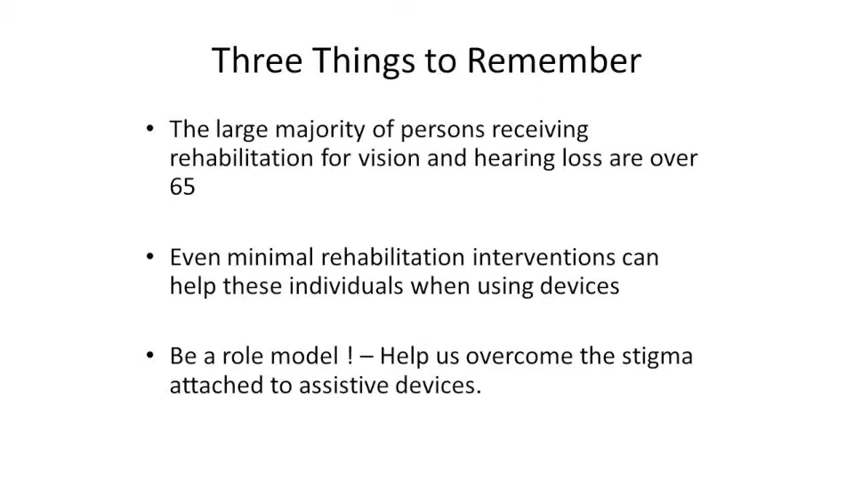 Three Things to Remember
• The large majority of persons receiving
rehabilitation for vision and hearing loss are over
65
• Even minimal rehabilitation interventions can
help these individuals when using devices
• Be a role model ! – Help us overcome the stigma
attached to assistive devices.